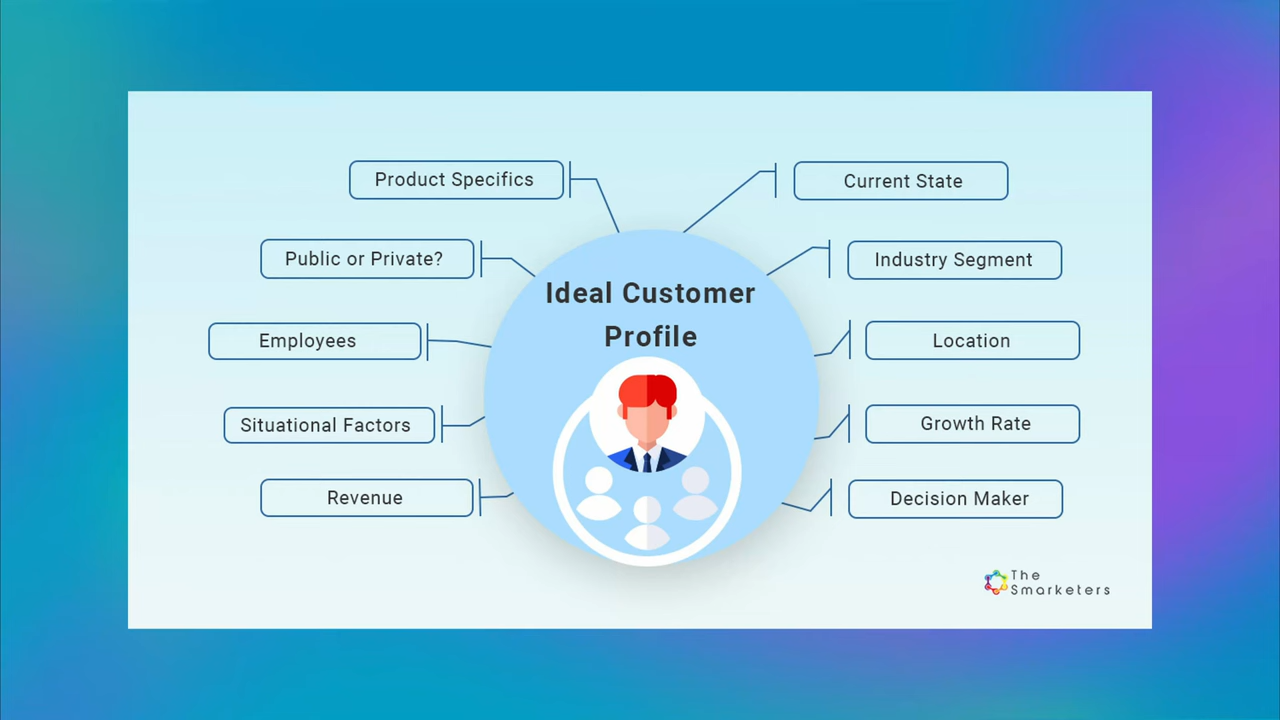 Product Specifics
Current State
Public or Private?
Industry Segment
Ideal Customer
Profile
Employees
Location
Situational Factors
Growth Rate
Revenue
Decision Maker
The
Smarketers